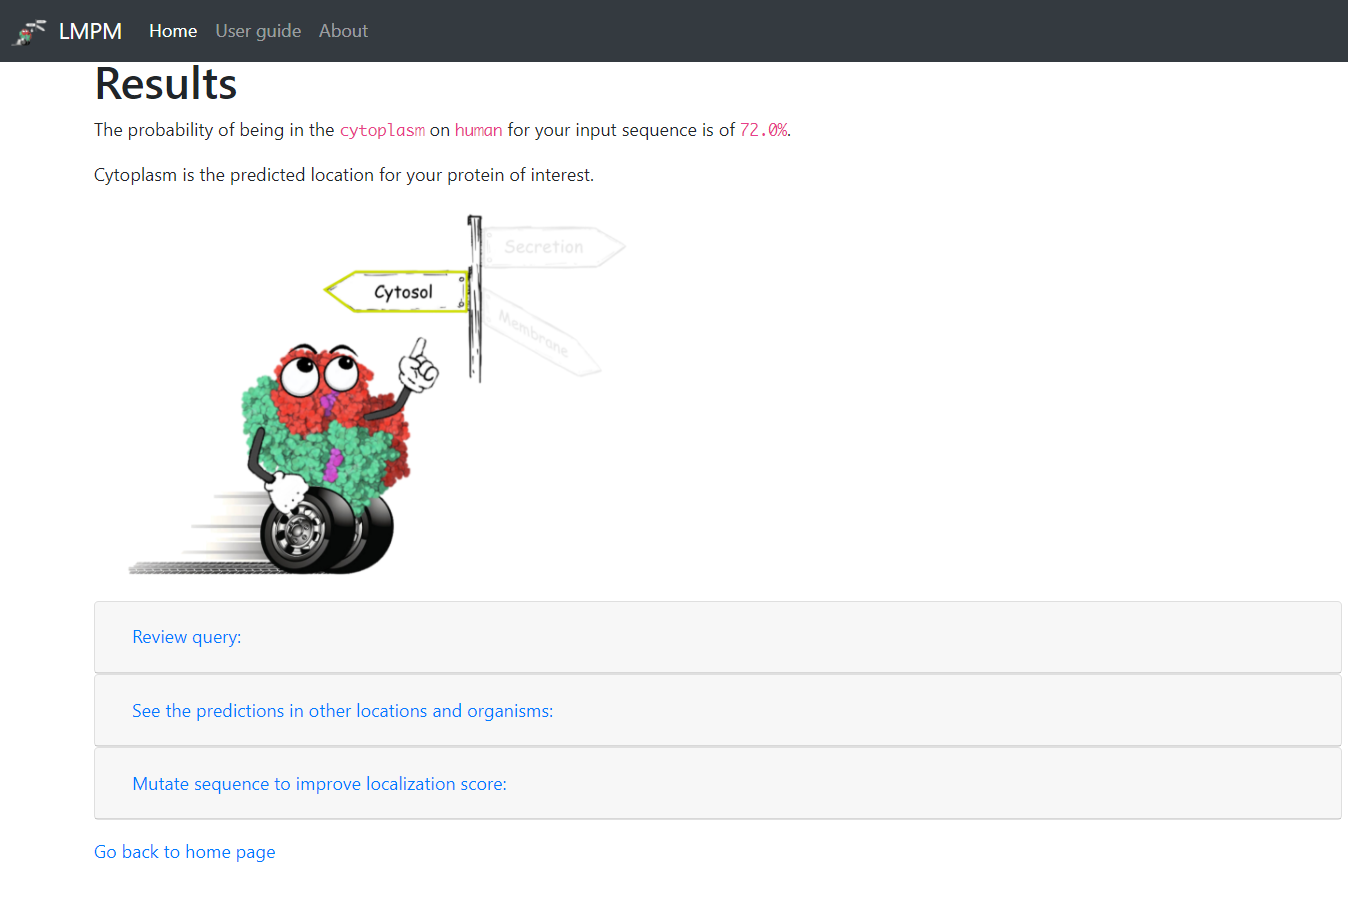 LMPM Home User guide About
Results
The probability of being in the cytoplasm on human for your input sequence is of 72.0%.
Cytoplasm is the predicted location for your protein of interest.
Secretion
Cytosol
Membrane
Review query:
See the predictions in other locations and organisms:
Mutate sequence to improve localization score:
Go back to home page